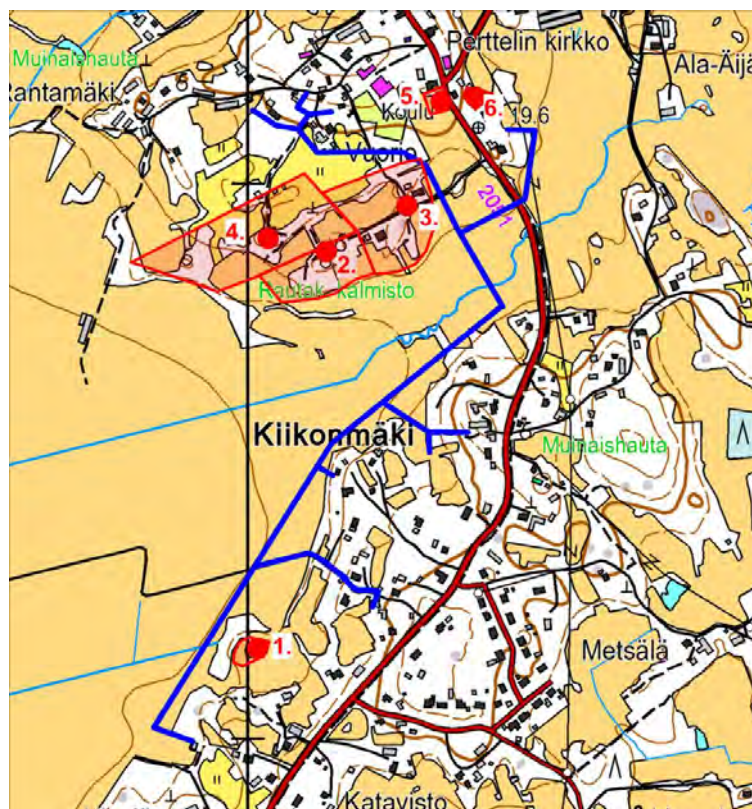 Perttelin kirkko
Muinaishauta
Rantamäki
Ala-Äijä
5.
6.
Koulu
19.6
Vuorio
2051
3.
4.
2.
Rautak. kalmisto
Kiikonmäki
Muinaishauta
1.
Metsälä
Katavisto